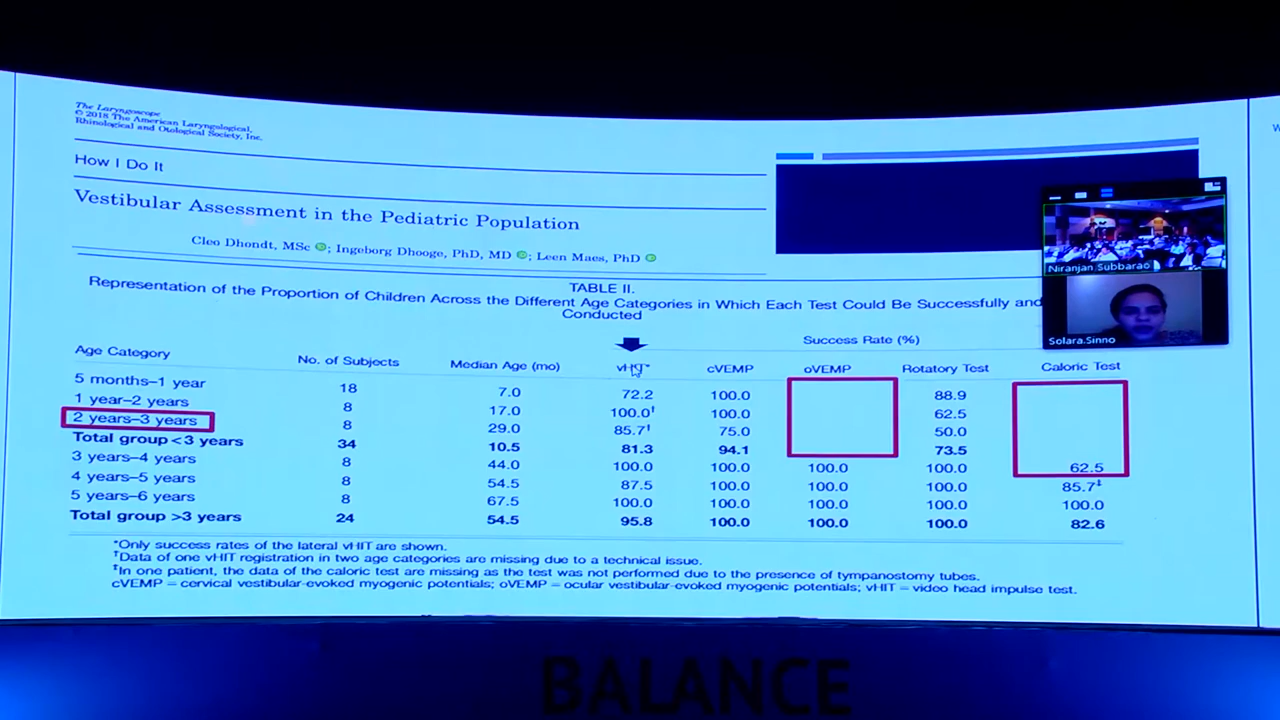 The Laryngoscope
© 2018 The American Laryngological,
Rhinological and Otological Society, Inc.
How I Do It
Vestibular Assessment in the Pediatric Population
Cleo Dhondt, MSc; Ingeborg Dhooge, PhD, MD; Leen Maes, PhD
Niranjan Subbarao
Solara.Sinno
TABLE II.
Representation of the Proportion of Children Across the Different Age Categories in Which Each Test Could Be Successfully and
Conducted
Success Rate (%)
Age Category No. of Subjects Median Age (mo) vHIT* cVEMP oVEMP Rotatory Test Caloric Test
5 months–1 year 18 7.0 72.2 100.0 88.9
1 year–2 years 8 17.0 100.0† 100.0 62.5
2 years–3 years 8 29.0 85.7† 75.0 50.0
Total group <3 years 34 10.5 81.3 94.1 73.5
3 years–4 years 8 44.0 100.0 100.0 100.0 100.0 62.5
4 years–5 years 8 54.5 87.5 100.0 100.0 100.0 85.7‡
5 years–6 years 8 67.5 100.0 100.0 100.0 100.0 100.0
Total group >3 years 24 54.5 95.8 100.0 100.0 100.0 82.6
*Only success rates of the lateral vHIT are shown.
†Data of one vHIT registration in two age categories are missing due to a technical issue.
‡In one patient, the data of the caloric test are missing as the test was not performed due to the presence of tympanostomy tubes.
cVEMP = cervical vestibular-evoked myogenic potentials; oVEMP = ocular vestibular-evoked myogenic potentials; vHIT = video head impulse test.
BALANCE